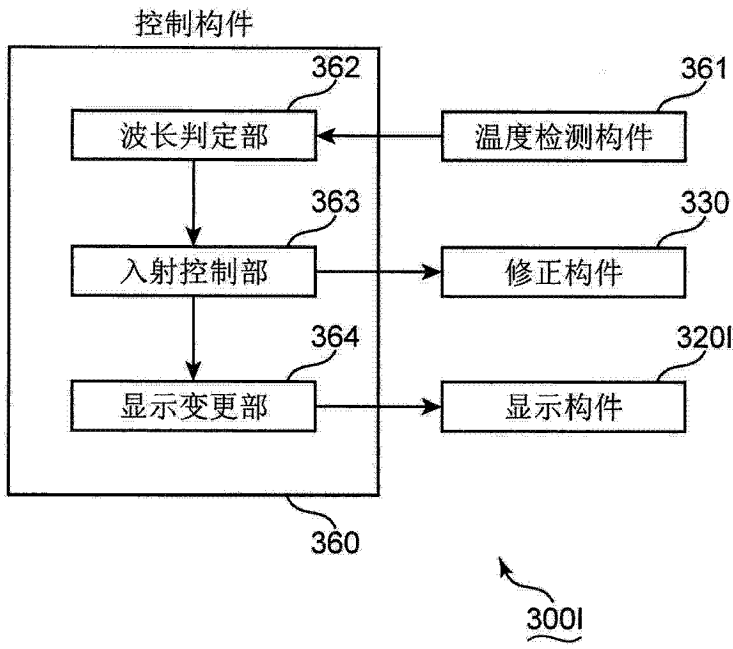 控制构件
362
361
波长判定部
温度检测构件
363
330
入射控制部
修正构件
364
320I
显示变更部
显示构件
360
300I